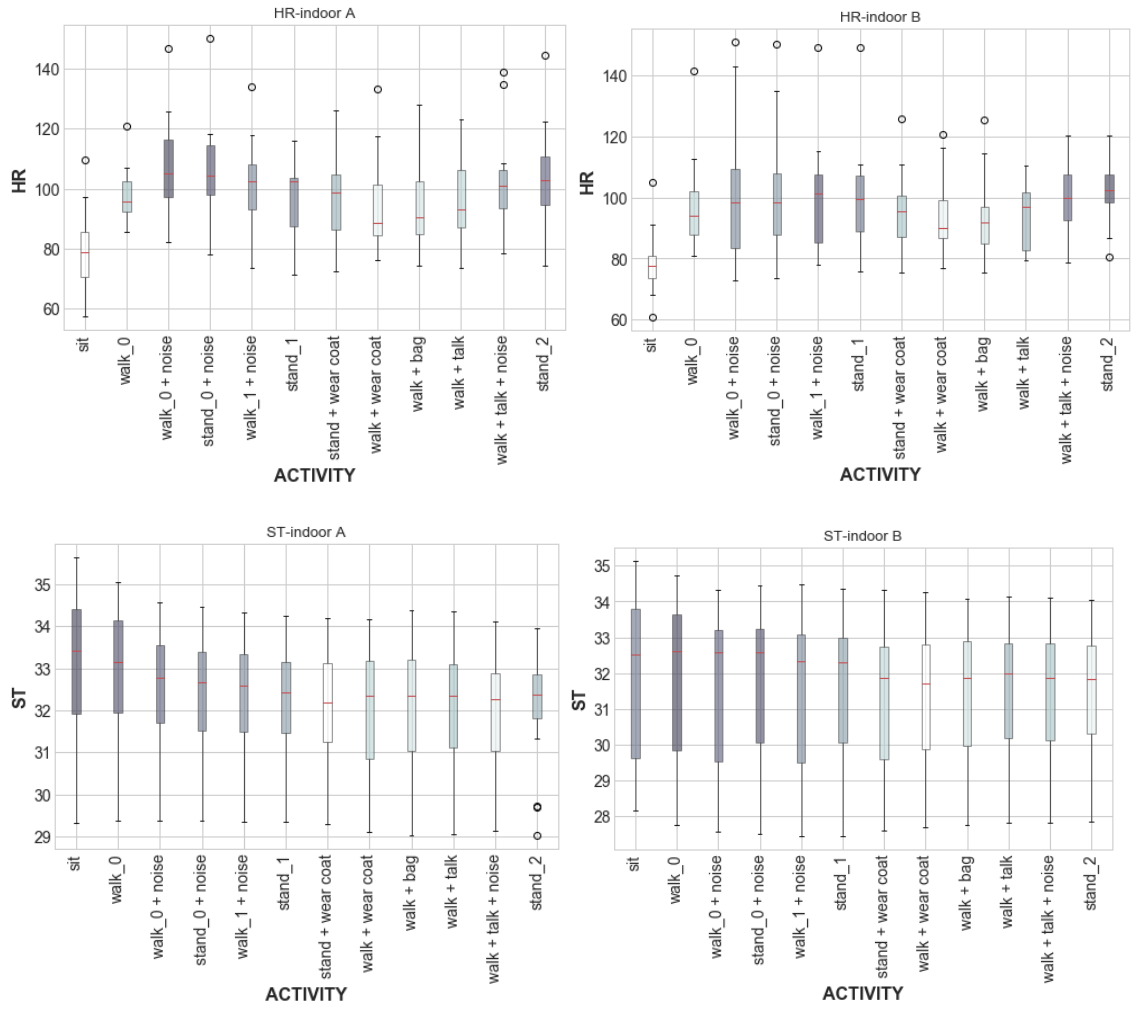 HR-indoor A
140
120
100
80
60
HR
sit
walk_0
walk_0 + noise
stand_0 + noise
walk_1 + noise
stand_1
stand + wear coat
walk + wear coat
walk + bag
walk + talk
walk + talk + noise
stand_2
ACTIVITY
HR-indoor B
140
120
100
80
60
HR
sit
walk_0
walk_0 + noise
stand_0 + noise
walk_1 + noise
stand_1
stand + wear coat
walk + wear coat
walk + bag
walk + talk
walk + talk + noise
stand_2
ACTIVITY
ST-indoor A
35
34
33
32
31
30
29
ST
sit
walk_0
walk_0 + noise
stand_0 + noise
walk_1 + noise
stand_1
stand + wear coat
walk + wear coat
walk + bag
walk + talk
walk + talk + noise
stand_2
ACTIVITY
ST-indoor B
35
34
33
32
31
30
29
28
ST
sit
walk_0
walk_0 + noise
stand_0 + noise
walk_1 + noise
stand_1
stand + wear coat
walk + wear coat
walk + bag
walk + talk
walk + talk + noise
stand_2
ACTIVITY